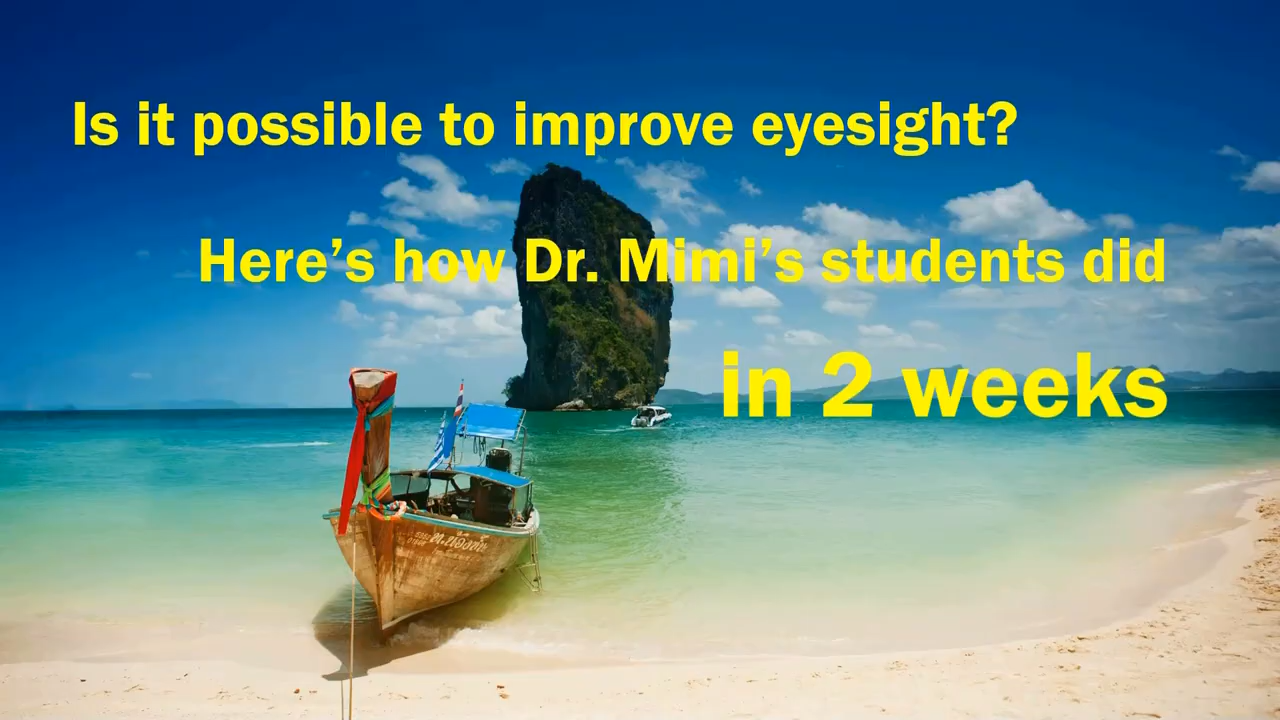 Is it possible to improve eyesight?
Here’s how Dr. Mimi’s students did
in 2 weeks